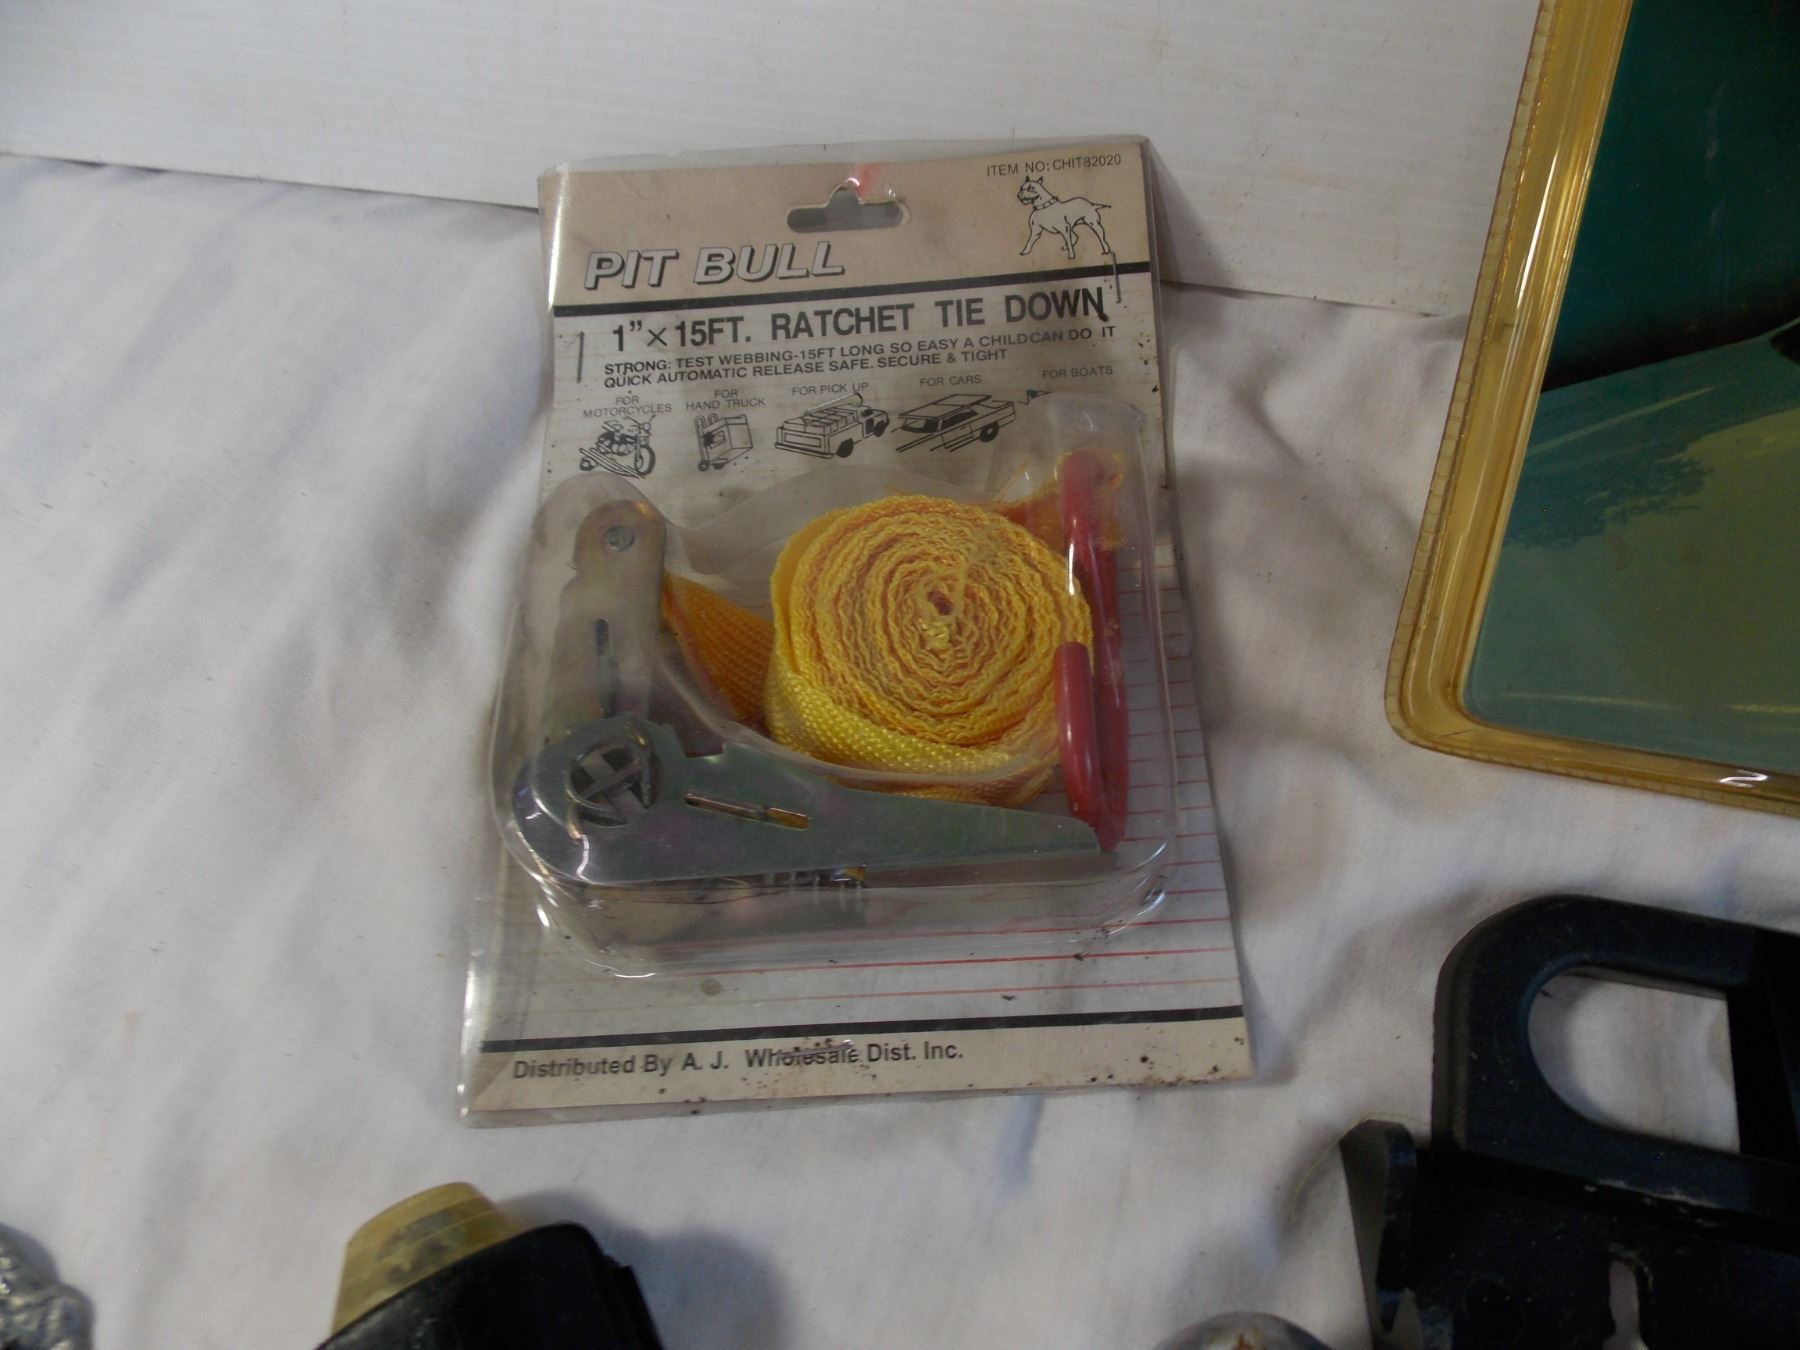 ITEM NO: CHIT82020
PIT BULL
1" × 15FT. RATCHET TIE DOWN
STRONG: TEST WEBBING-15FT LONG SO EASY A CHILD CAN DO IT
QUICK AUTOMATIC RELEASE SAFE. SECURE & TIGHT
FOR MOTORCYCLES
FOR HAND TRUCK
FOR PICK UP
FOR CARS
FOR BOATS
Distributed By A. J. Wholesale Dist. Inc.